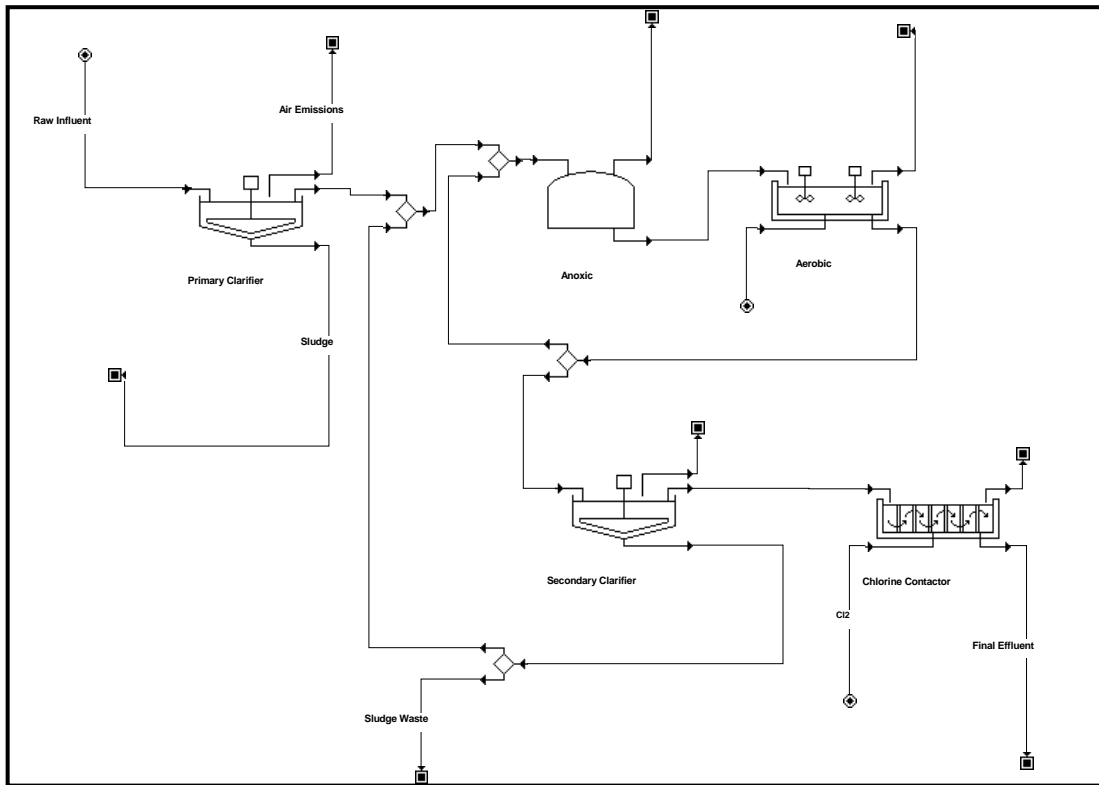 Air Emissions
Raw Influent
Primary Clarifier
Anoxic
Aerobic
Sludge
Secondary Clarifier
Chlorine Contactor
Cl2
Final Effluent
Sludge Waste